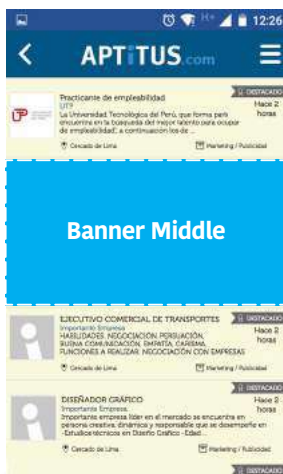 H+ 12:26
APTiTUS.com
DESTACADO
Practicante de empleabilidad
Hace 2 horas
UTP
La Universidad Tecnológica del Perú, que forma parte
encuentra en la búsqueda del mejor talento para ocupar
de empleabilidad", a continuación los de ...
Cercado de Lima
Marketing / Publicidad
Banner Middle
DESTACADO
EJECUTIVO COMERCIAL DE TRANSPORTES
Hace 2 horas
Importante Empresa
HABILIDADES: NEGOCIACIÓN, PERSUACIÓN,
BUENA COMUNICACIÓN, EMPATÍA, CARISMA,
FUNCIONES A REALIZAR: NEGOCIACIÓN CON EMPRESAS
Cercado de Lima
Marketing / Publicidad
DESTACADO
DISEÑADOR GRÁFICO
Hace 2 horas
Importante Empresa
Importante empresa líder en el mercado se encuentra en
persona creativa, dinámica y responsable que se desempeñe en
-Estudios técnicos en Diseño Gráfico -Edad...
Cercado de Lima
Marketing / Publicidad
DESTACADO